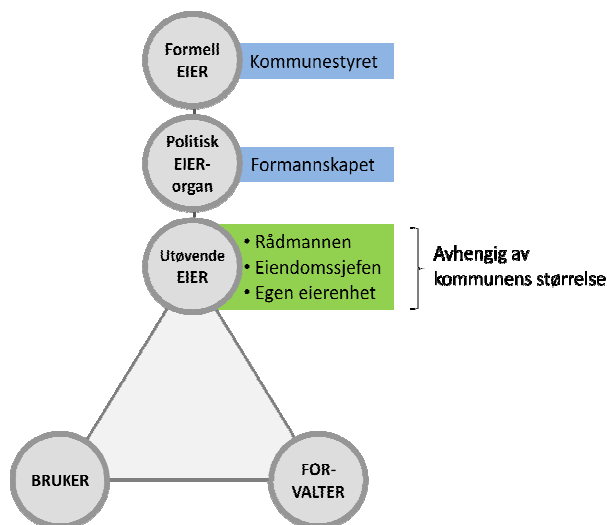 Formell
EIER
Kommunestyret
Politisk
EIER-
organ
Formannskapet
Utøvende
EIER
• Rådmannen
• Eiendomssjefen
• Egen eierenhet
Avhengig av
kommunens størrelse
BRUKER
FOR-
VALTER